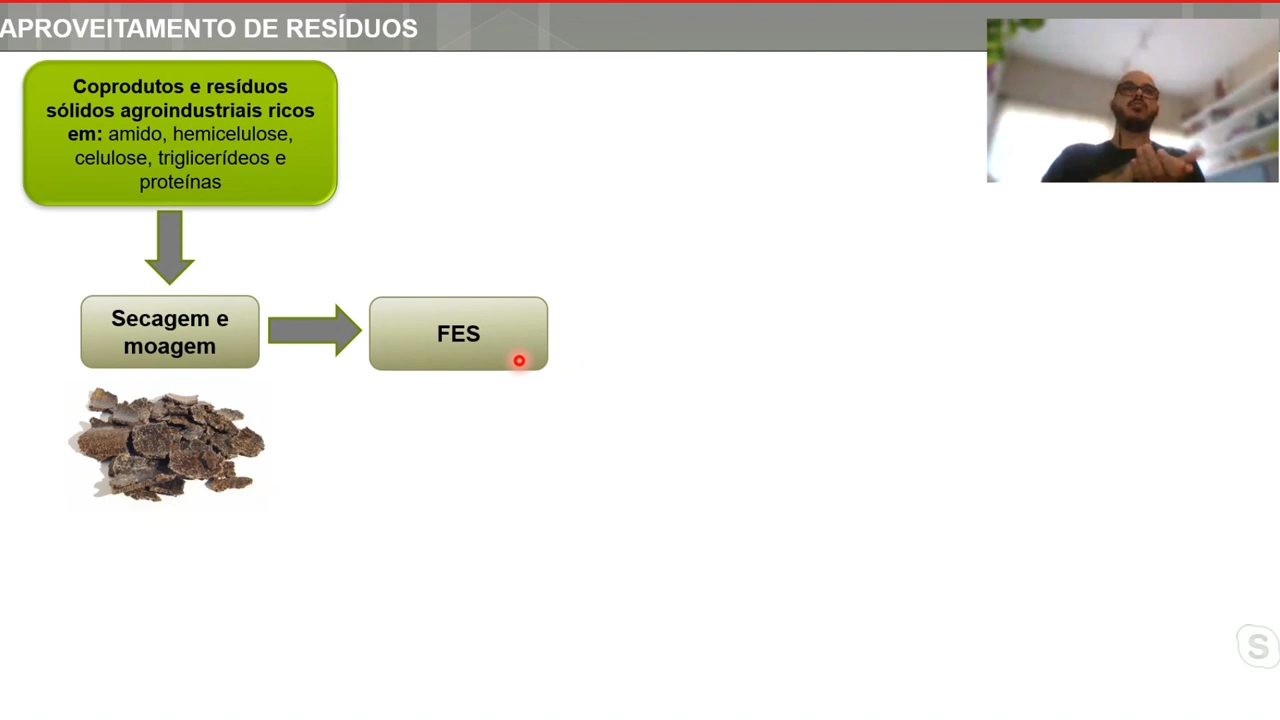 APROVEITAMENTO DE RESÍDUOS
Coprodutos e resíduos
sólidos agroindustriais ricos
em: amido, hemicelulose,
celulose, triglicerídeos e
proteínas
Secagem e
moagem
FES
S